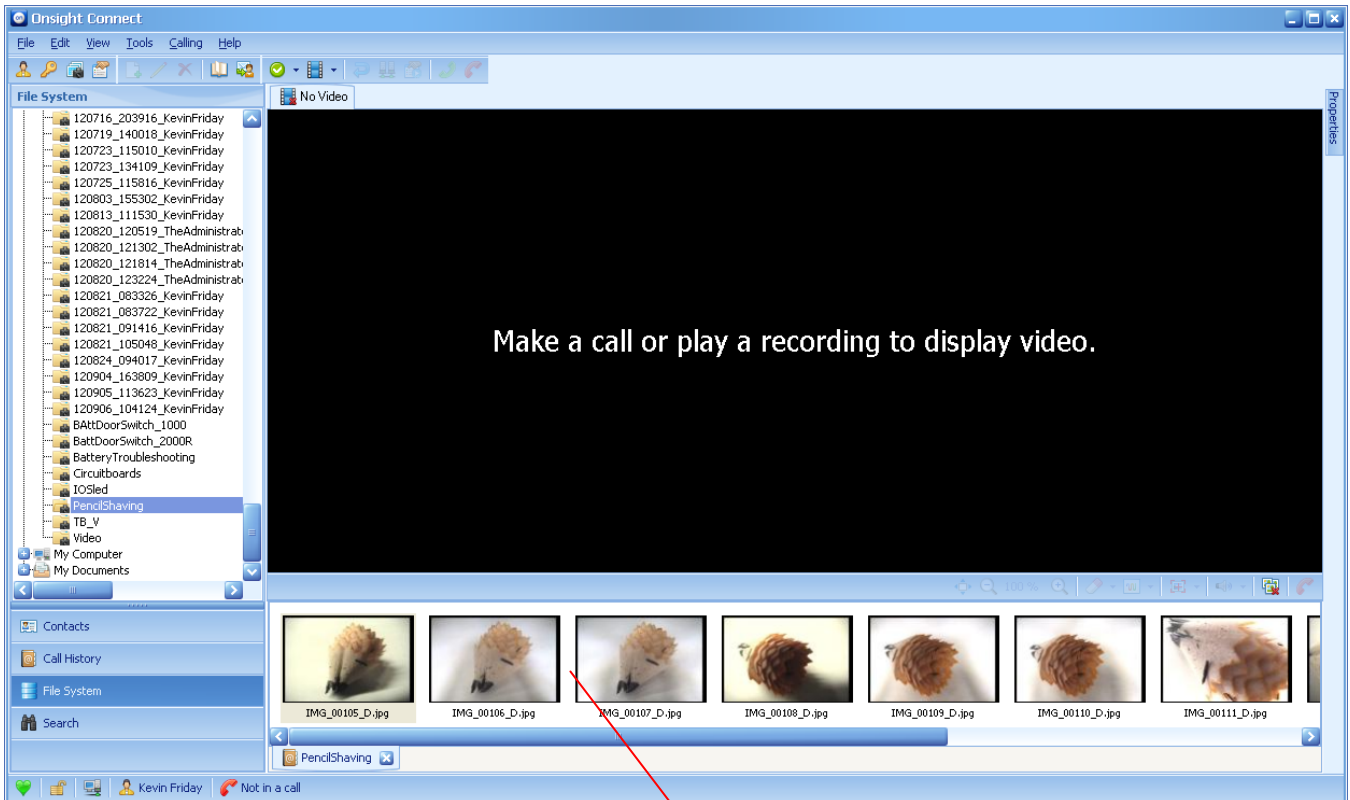 Onsight Connect
File Edit View Tools Calling Help
File System
No Video
Properties
120716_203916_KevinFriday
120719_140018_KevinFriday
120723_115010_KevinFriday
120723_134109_KevinFriday
120725_115816_KevinFriday
120803_155302_KevinFriday
120813_111530_KevinFriday
120820_120519_TheAdministrat
120820_121302_TheAdministrat
120820_121814_TheAdministrat
120820_123224_TheAdministrat
120821_083326_KevinFriday
120821_083722_KevinFriday
120821_091416_KevinFriday
120821_105048_KevinFriday
120824_094017_KevinFriday
120904_163809_KevinFriday
120905_113623_KevinFriday
120906_104124_KevinFriday
BAttDoorSwitch_1000
BattDoorSwitch_2000R
BatteryTroubleshooting
Circuitboards
IOSled
PencilShaving
TB_V
Video
My Computer
My Documents
Make a call or play a recording to display video.
100 %
Contacts
Call History
File System
Search
IMG_00105_D.jpg
IMG_00106_D.jpg
IMG_00107_D.jpg
IMG_00108_D.jpg
IMG_00109_D.jpg
IMG_00110_D.jpg
IMG_00111_D.jpg
PencilShaving
Kevin Friday
Not in a call